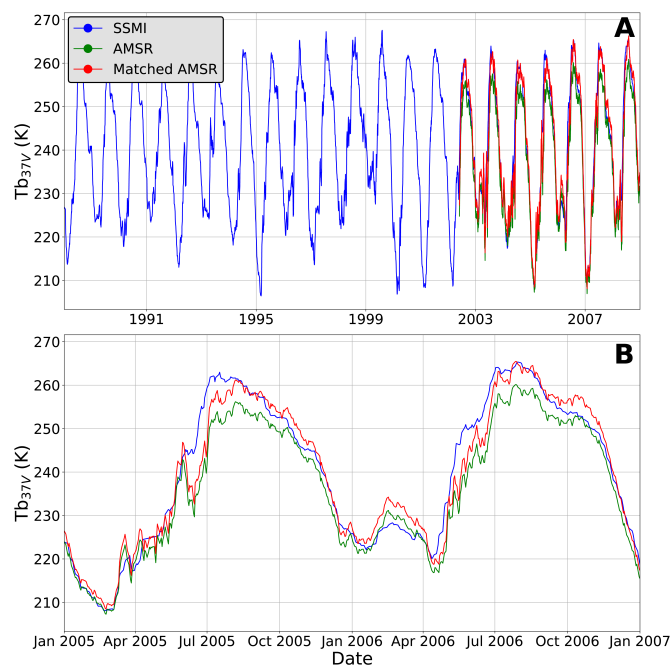 270
260
250
240
230
220
210
Tb37V (K)
SSMI
AMSR
Matched AMSR
A
1991
1995
1999
2003
2007
270
260
250
240
230
220
210
Tb37V (K)
B
Jan 2005
Apr 2005
Jul 2005
Oct 2005
Jan 2006
Apr 2006
Jul 2006
Oct 2006
Jan 2007
Date